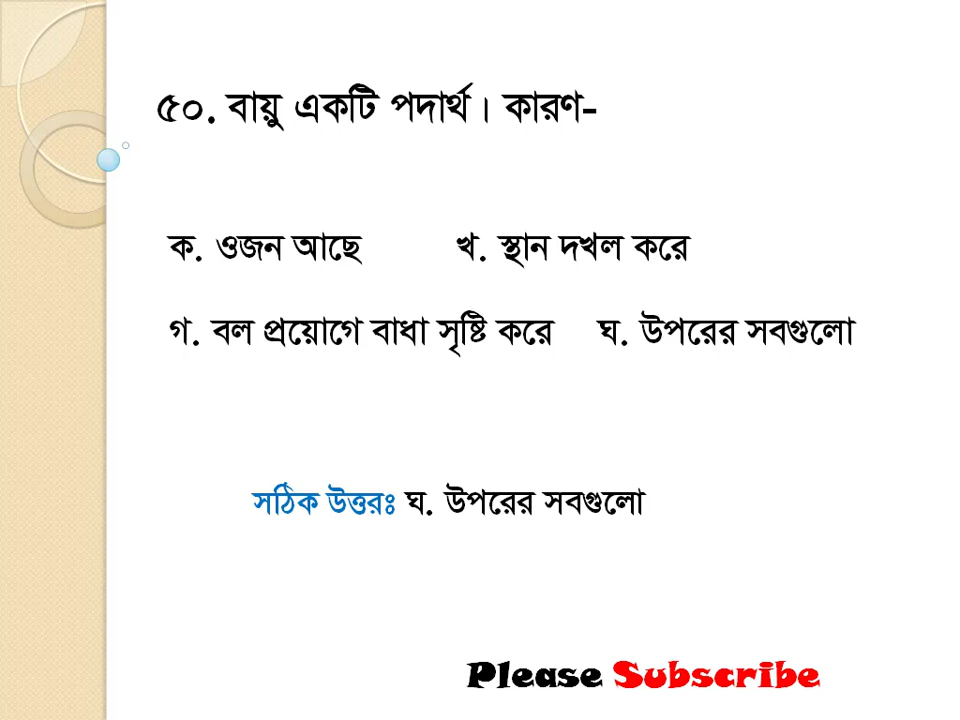 ৫০. বায়ু একটি পদার্থ। কারণ-
ক. ওজন আছে খ. স্থান দখল করে
গ. বল প্রয়োগে বাধা সৃষ্টি করে ঘ. উপরের সবগুলো
সঠিক উত্তরঃ ঘ. উপরের সবগুলো
Please Subscribe